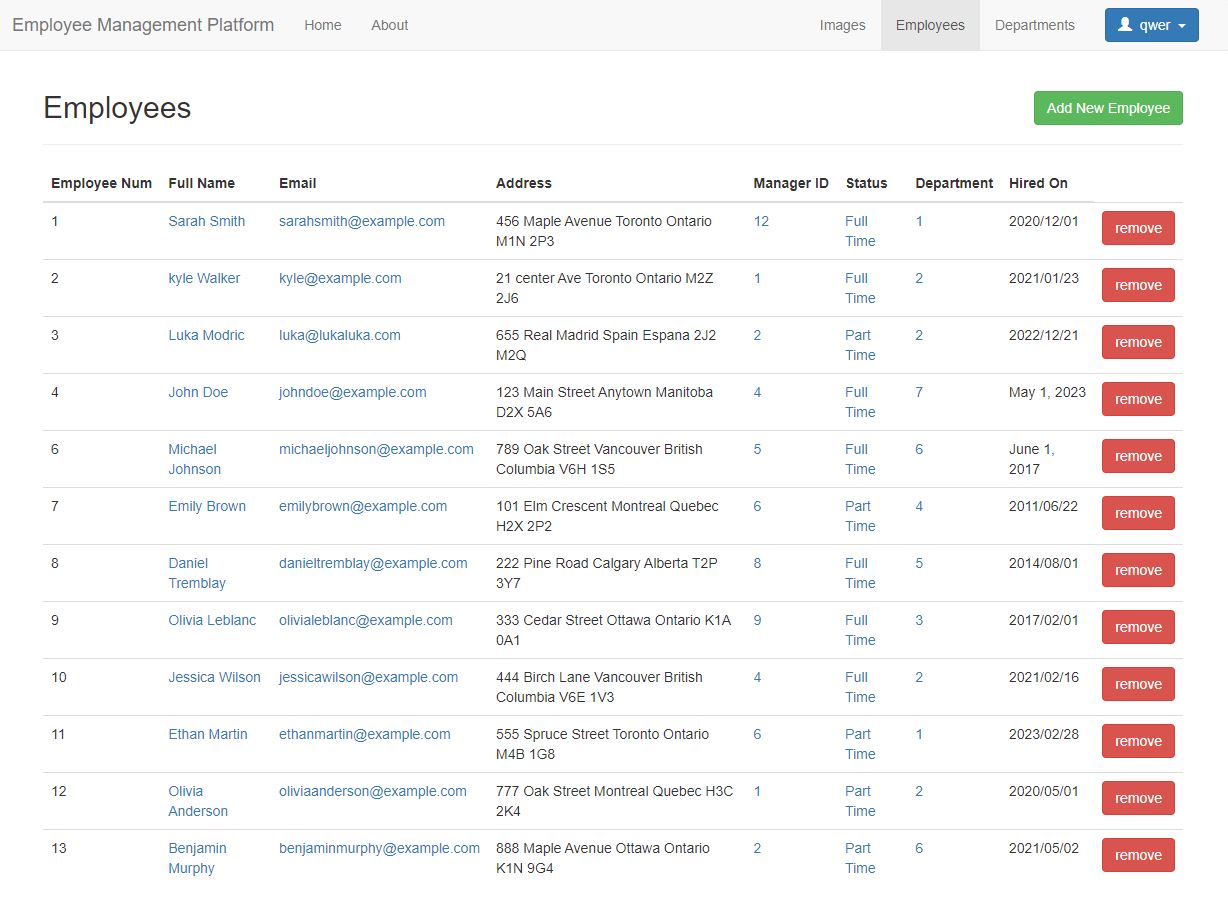 Employee Management Platform Home About Images Employees Departments qwer
Employees Add New Employee
Employee Num Full Name Email Address Manager ID Status Department Hired On
1 Sarah Smith sarahsmith@example.com 456 Maple Avenue Toronto Ontario 12 Full 1 2020/12/01 remove
M1N 2P3 Time
2 kyle Walker kyle@example.com 21 center Ave Toronto Ontario M2Z 1 Full 2 2021/01/23 remove
2J6 Time
3 Luka Modric luka@lukaluka.com 655 Real Madrid Spain Espana 2J2 2 Part 2 2022/12/21 remove
M2Q Time
4 John Doe johndoe@example.com 123 Main Street Anytown Manitoba 4 Full 7 May 1, 2023 remove
D2X 5A6 Time
6 Michael michaeljohnson@example.com 789 Oak Street Vancouver British 5 Full 6 June 1, remove
Johnson Columbia V6H 1S5 Time 2017
7 Emily Brown emilybrown@example.com 101 Elm Crescent Montreal Quebec 6 Part 4 2011/06/22 remove
H2X 2P2 Time
8 Daniel danieltremblay@example.com 222 Pine Road Calgary Alberta T2P 8 Full 5 2014/08/01 remove
Tremblay 3Y7 Time
9 Olivia Leblanc olivialeblanc@example.com 333 Cedar Street Ottawa Ontario K1A 9 Full 3 2017/02/01 remove
0A1 Time
10 Jessica Wilson jessicawilson@example.com 444 Birch Lane Vancouver British 4 Full 2 2021/02/16 remove
Columbia V6E 1V3 Time
11 Ethan Martin ethanmartin@example.com 555 Spruce Street Toronto Ontario 6 Part 1 2023/02/28 remove
M4B 1G8 Time
12 Olivia oliviaanderson@example.com 777 Oak Street Montreal Quebec H3C 1 Part 2 2020/05/01 remove
Anderson 2K4 Time
13 Benjamin benjaminmurphy@example.com 888 Maple Avenue Ottawa Ontario 2 Part 6 2021/05/02 remove
Murphy K1N 9G4 Time